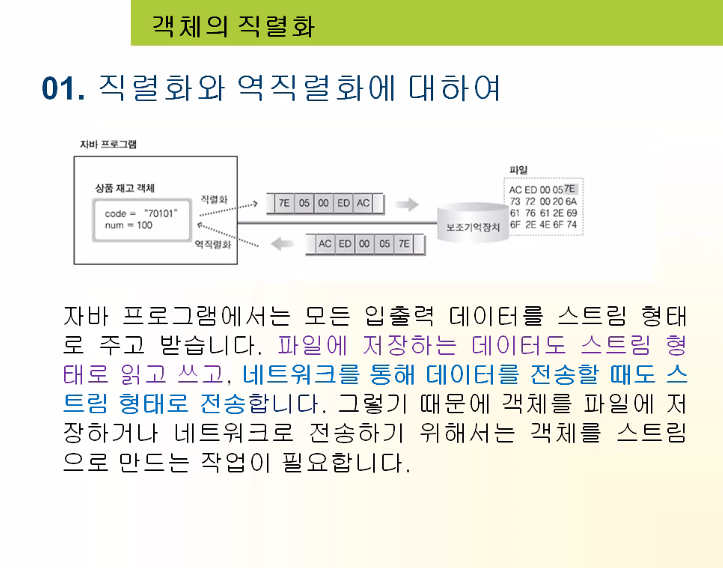 객체의 직렬화
01. 직렬화와 역직렬화에 대하여
자바 프로그램
상품 재고 객체
code = “70101”
num = 100
직렬화
7E 05 00 ED AC
역직렬화
AC ED 00 05 7E
보조기억장치
파일
AC ED 00 05 7E
73 72 00 20 6A
61 76 61 2E 69
6F 2E 4E 6F 74
자바 프로그램에서는 모든 입출력 데이터를 스트림 형태
로 주고 받습니다. 파일에 저장하는 데이터도 스트림 형
태로 읽고 쓰고, 네트워크를 통해 데이터를 전송할 때도 스
트림 형태로 전송합니다. 그렇기 때문에 객체를 파일에 저
장하거나 네트워크로 전송하기 위해서는 객체를 스트림
으로 만드는 작업이 필요합니다.